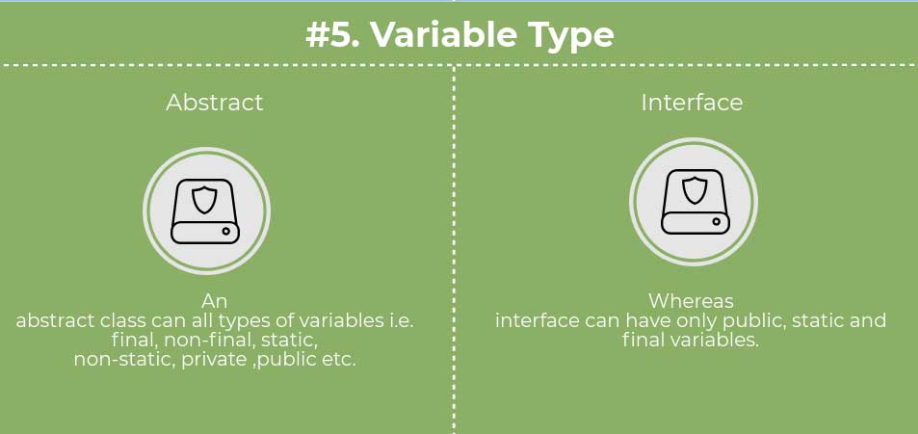 #5. Variable Type
Abstract
An
abstract class can all types of variables i.e.
final, non-final, static,
non-static, private ,public etc.
Interface
Whereas
interface can have only public, static and
final variables.